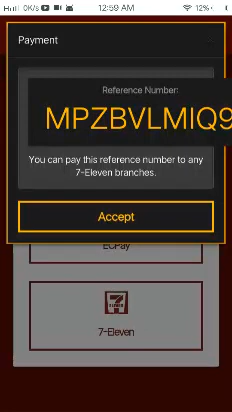 0K/s 12:59 AM 12%
Payment
Reference Number:
MPZBVLMIQ9
You can pay this reference number to any
7-Eleven branches.
Accept
ECPay
7-Eleven